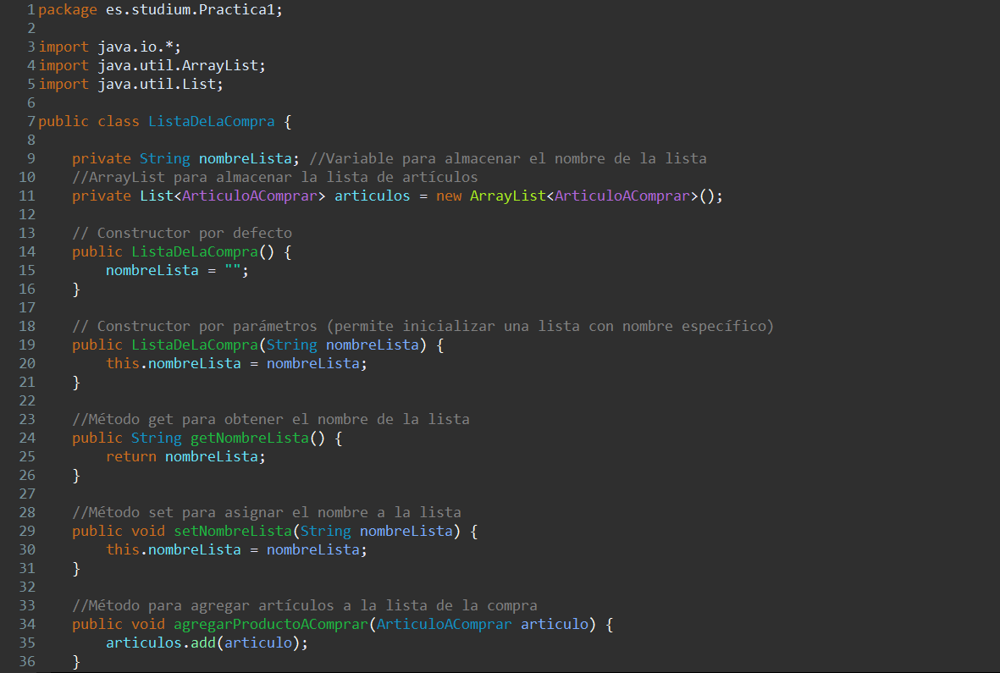 1 package es.studium.Practica1;
2
3 import java.io.*;
4 import java.util.ArrayList;
5 import java.util.List;
6
7 public class ListaDeLaCompra {
8
9     private String nombreLista; //Variable para almacenar el nombre de la lista
10     //ArrayList para almacenar la lista de artículos
11     private List<ArticuloAComprar> articulos = new ArrayList<ArticuloAComprar>();
12
13     // Constructor por defecto
14     public ListaDeLaCompra() {
15         nombreLista = "";
16     }
17
18     // Constructor por parámetros (permite inicializar una lista con nombre específico)
19     public ListaDeLaCompra(String nombreLista) {
20         this.nombreLista = nombreLista;
21     }
22
23     //Método get para obtener el nombre de la lista
24     public String getNombreLista() {
25         return nombreLista;
26     }
27
28     //Método set para asignar el nombre a la lista
29     public void setNombreLista(String nombreLista) {
30         this.nombreLista = nombreLista;
31     }
32
33     //Método para agregar artículos a la lista de la compra
34     public void agregarProductoAComprar(ArticuloAComprar articulo) {
35         articulos.add(articulo);
36     }